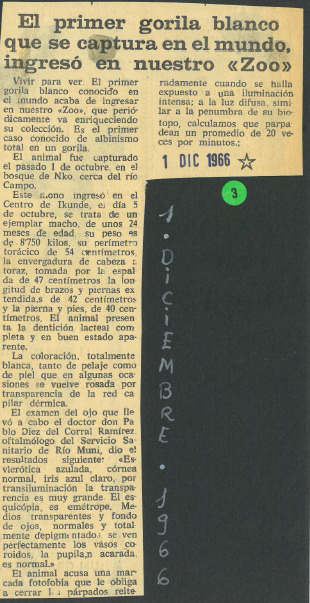 El primer gorila blanco
que se captura en el mundo,
ingresó en nuestro «Zoo»
Vivir para ver. El primer
gorila blanco conocido en
el mundo acaba de ingresar
en nuestro «Zoo», que perió-
dicamente va enriqueciendo
su colección. Es el primer
caso conocido de albinismo
total en un gorila.
El animal fue capturado
el pasado 1 de octubre, en el
bosque de Nko, cerca del río
Campo.
Este mono ingresó en el
Centro de Ikunde, el día 5
de octubre, se trata de un
ejemplar macho, de unos 24
meses de edad, su peso es
de 8'750 kilos, su perímetro
torácico de 54 centímetros,
la envergadura de cabeza a
toraz, tomada por la espal-
da de 47 centímetros la lon-
gitud de brazos y piernas ex-
tendidas de 42 centímetros
y la pierna y pies, de 40 cen-
tímetros. El animal presen-
ta la dentición lacteal com-
pleta y en buen estado apa-
rente.
La coloración, totalmente
blanca, tanto de pelaje como
de piel que en algunas oca-
siones se vuelve rosada por
transparencia de la red ca-
pilar dérmica.
El examen del ojo que lle-
vó a cabo el doctor don Pa-
blo Díez del Corral Ramírez,
oftalmólogo del Servicio Sa-
nitario de Río Muni, dio el
resultados siguiente: «Es-
vlerótica azulada, córnea
normal, iris azul claro, por
transiluminación la transpa-
rencia es muy grande. El es-
quicópia, es emétrope. Me-
dios transparentes y fondo
de ojos, normales y total-
mente depigmentados se ven
perfectamente los vasos co-
roides, la pupila,n acarada,
es normal.»
El animal acusa una mar-
cada fotofobia que le obliga
a cerrar los párpados reite-
radamente cuando se halla
expuesto a una iluminación
intensa; a la luz difusa, simi-
lar a la penumbra de su bio-
topo, calculamos que parpa-
dean un promedio de 20 ve-
ces por minutos.;
1 DIC 1966 ☆
3
1 • DICIEMBRE • 1966